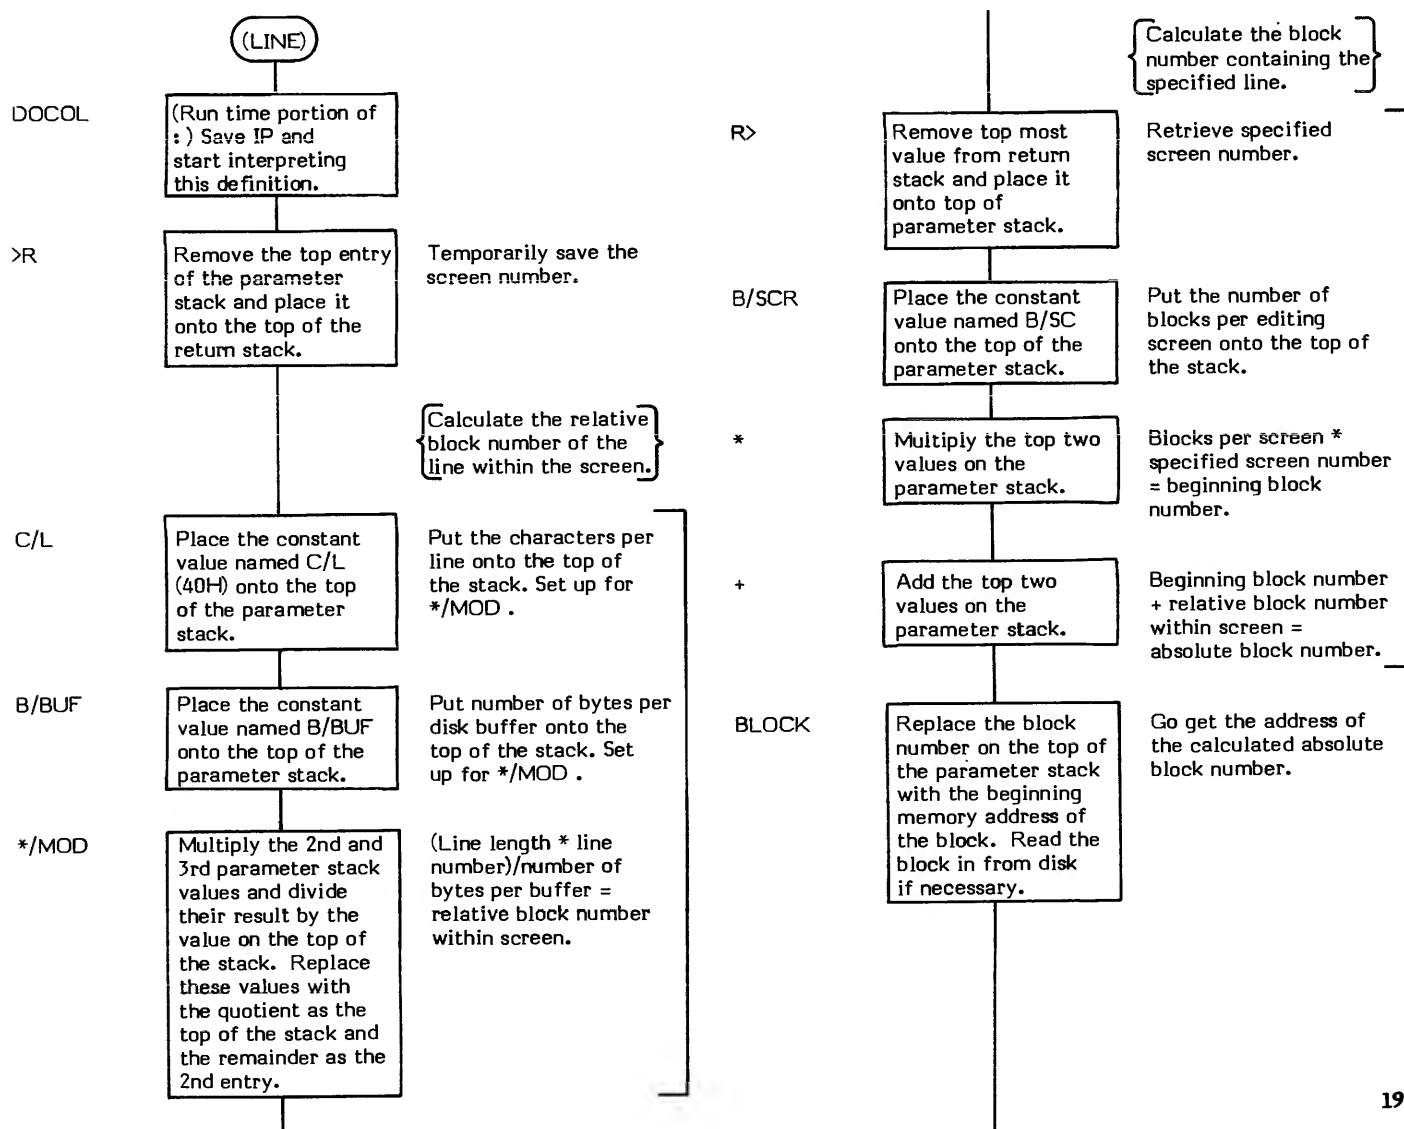 (LINE)
DOCOL
(Run time portion of
: ) Save IP and
start interpreting
this definition.
>R
Remove the top entry
of the parameter
stack and place it
onto the top of the
return stack.
Temporarily save the
screen number.
Calculate the relative
block number of the
line within the screen.
C/L
Place the constant
value named C/L
(40H) onto the top
of the parameter
stack.
Put the characters per
line onto the top of
the stack. Set up for
*/MOD .
B/BUF
Place the constant
value named B/BUF
onto the top of the
parameter stack.
Put number of bytes per
disk buffer onto the
top of the stack. Set
up for */MOD .
*/MOD
Multiply the 2nd and
3rd parameter stack
values and divide
their result by the
value on the top of
the stack. Replace
these values with
the quotient as the
top of the stack and
the remainder as the
2nd entry.
(Line length * line
number)/number of
bytes per buffer =
relative block number
within screen.
Calculate the block
number containing the
specified line.
R>
Remove top most
value from return
stack and place it
onto top of
parameter stack.
Retrieve specified
screen number.
B/SCR
Place the constant
value named B/SC
onto the top of the
parameter stack.
Put the number of
blocks per editing
screen onto the top of
the stack.
*
Multiply the top two
values on the
parameter stack.
Blocks per screen *
specified screen number
= beginning block
number.
+
Add the top two
values on the
parameter stack.
Beginning block number
+ relative block number
within screen =
absolute block number.
BLOCK
Replace the block
number on the top of
the parameter stack
with the beginning
memory address of
the block. Read the
block in from disk
if necessary.
Go get the address of
the calculated absolute
block number.
19